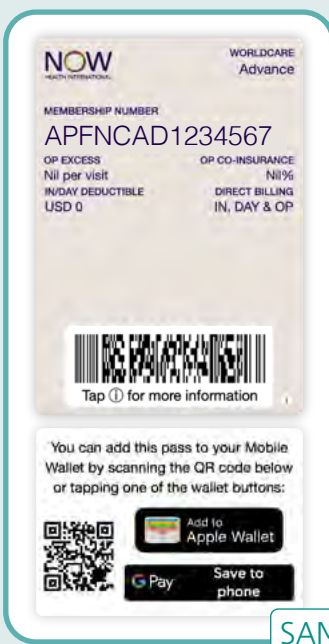 NOW
HEALTH INTERNATIONAL
WORLDCARE
Advance
MEMBERSHIP NUMBER
APFNCAD1234567
OP EXCESS
Nil per visit
OP CO-INSURANCE
Nil%
IN/DAY DEDUCTIBLE
USD 0
DIRECT BILLING
IN, DAY & OP
Tap ⓘ for more information
i
You can add this pass to your Mobile
Wallet by scanning the QR code below
or tapping one of the wallet buttons:
Add to
Apple Wallet
G Pay
Save to
phone
SAN